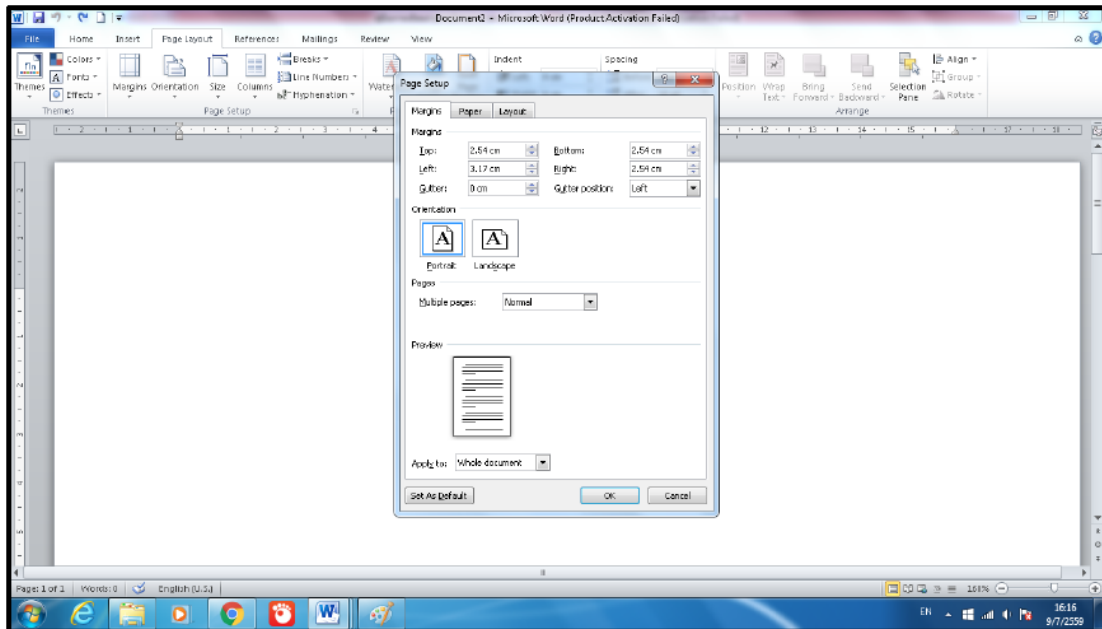 Document2 - Microsoft Word (Product Activation Failed)
File Home Insert Page Layout References Mailings Review View
Themes
Colors
Fonts
Effects
Margins Orientation Size Columns
Breaks
Line Numbers
Hyphenation
Water
Indent
Spacing
Position
Wrap Text
Bring Forward
Send Backward
Selection Pane
Align
Group
Rotate
Themes Page Setup Arrange
Page Setup
Margins Paper Layout
Margins
Top: 2.54 cm Bottom: 2.54 cm
Left: 3.17 cm Right: 2.54 cm
Gutter: 0 cm Gutter position: Left
Orientation
Portrait Landscape
Pages
Multiple pages: Normal
Preview
Apply to: Whole document
Set As Default OK Cancel
Page: 1 of 1 Words: 0 English (U.S.)
EN 16:16
9/7/2559